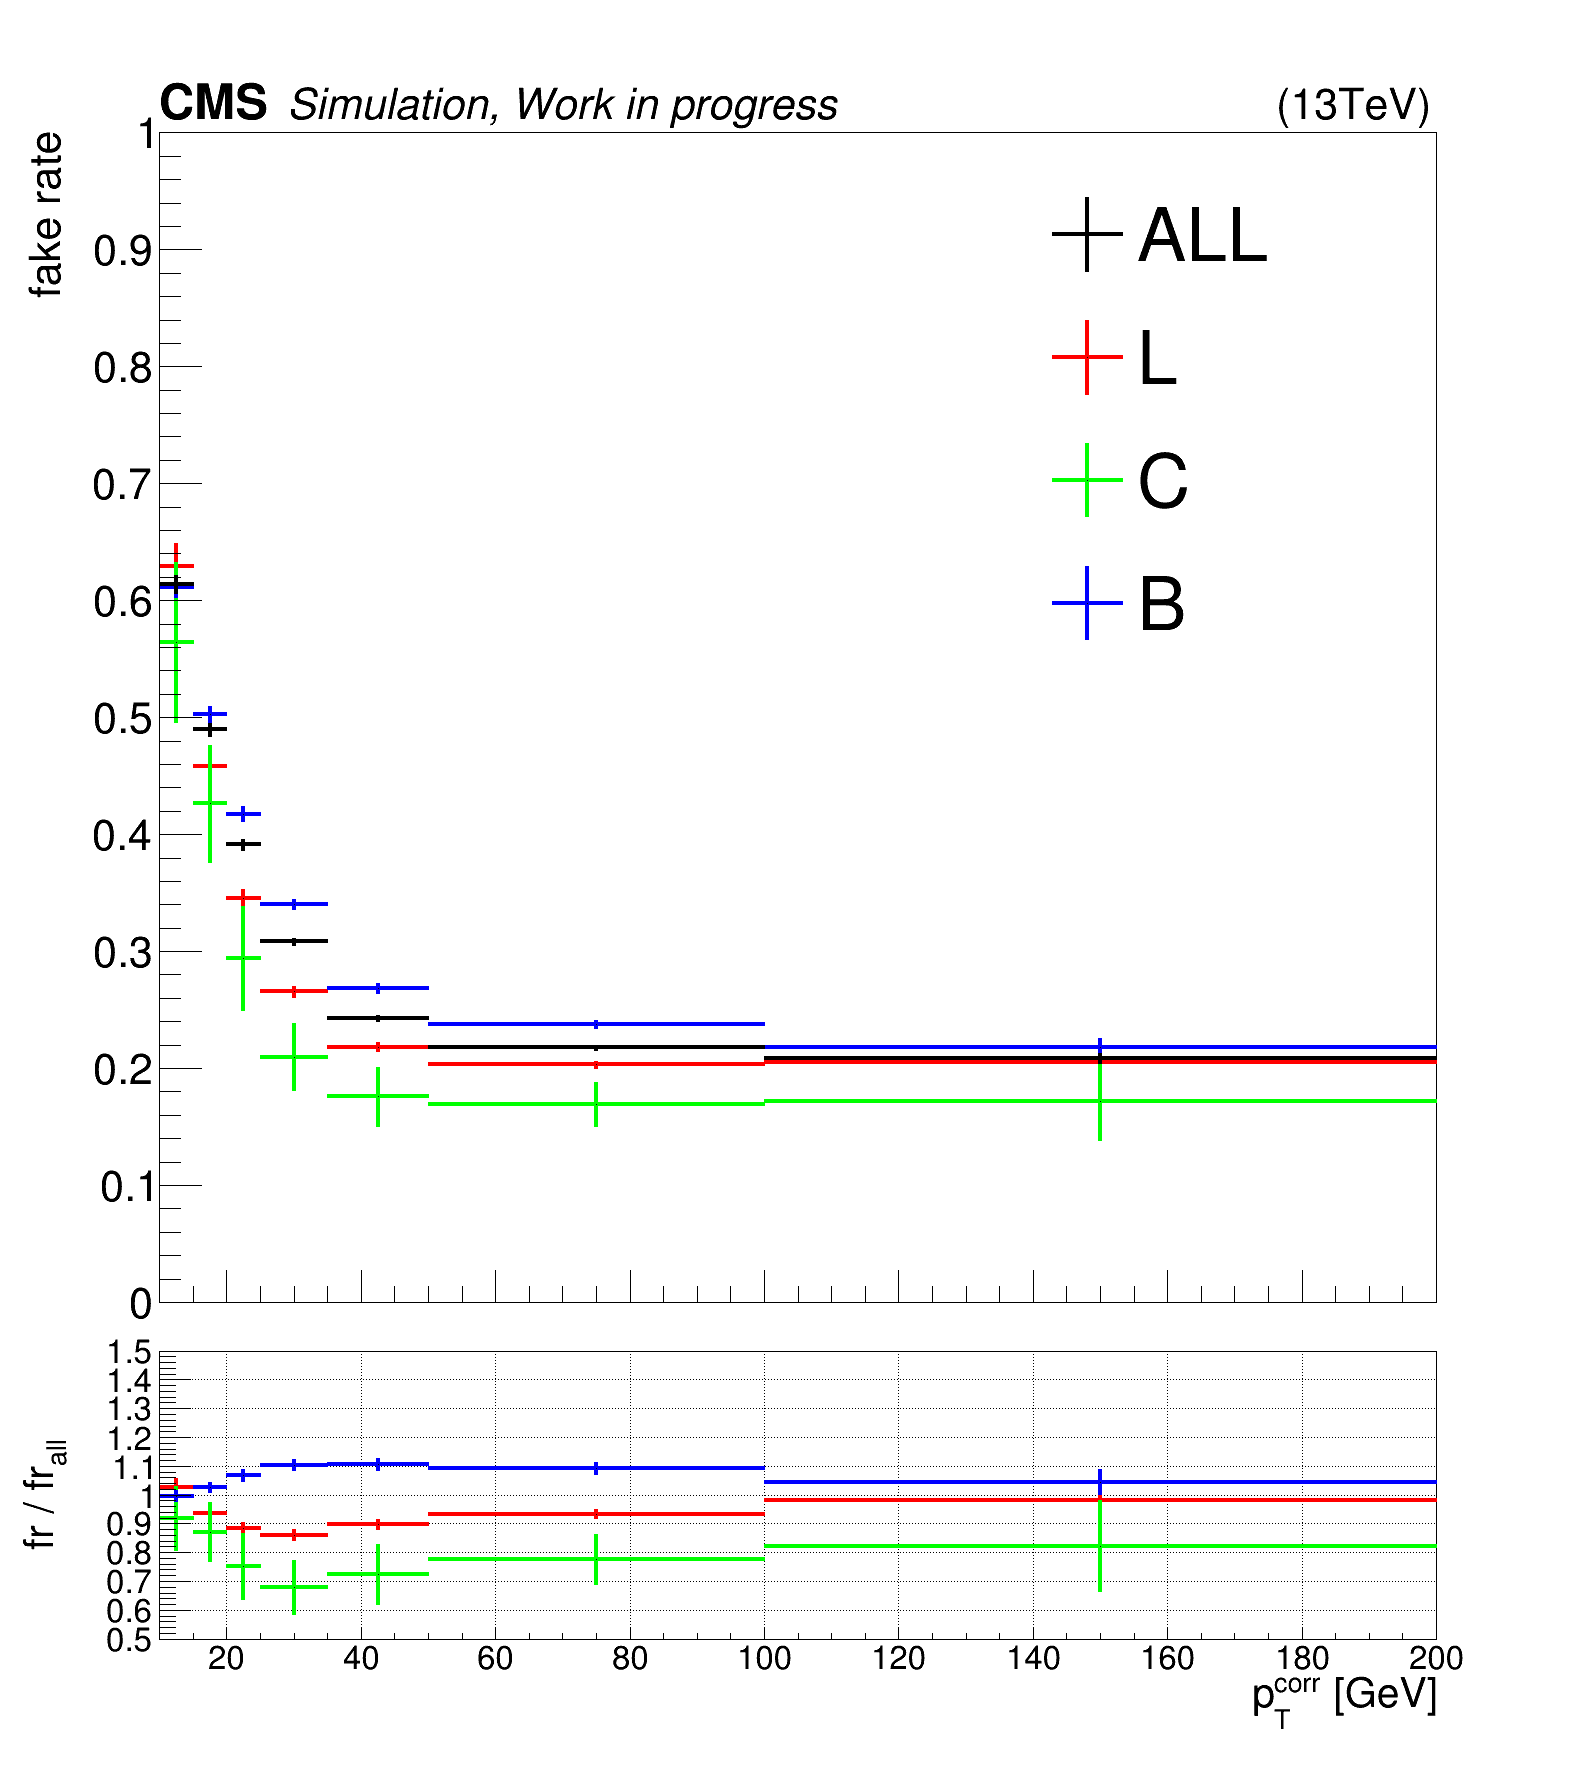 CMS Simulation, Work in progress (13TeV)
fake rate
1
0.9
0.8
0.7
0.6
0.5
0.4
0.3
0.2
0.1
0
ALL
L
C
B
fr / fr_all
1.5
1.4
1.3
1.2
1.1
1
0.9
0.8
0.7
0.6
0.5
20 40 60 80 100 120 140 160 180 200
p_T^corr [GeV]